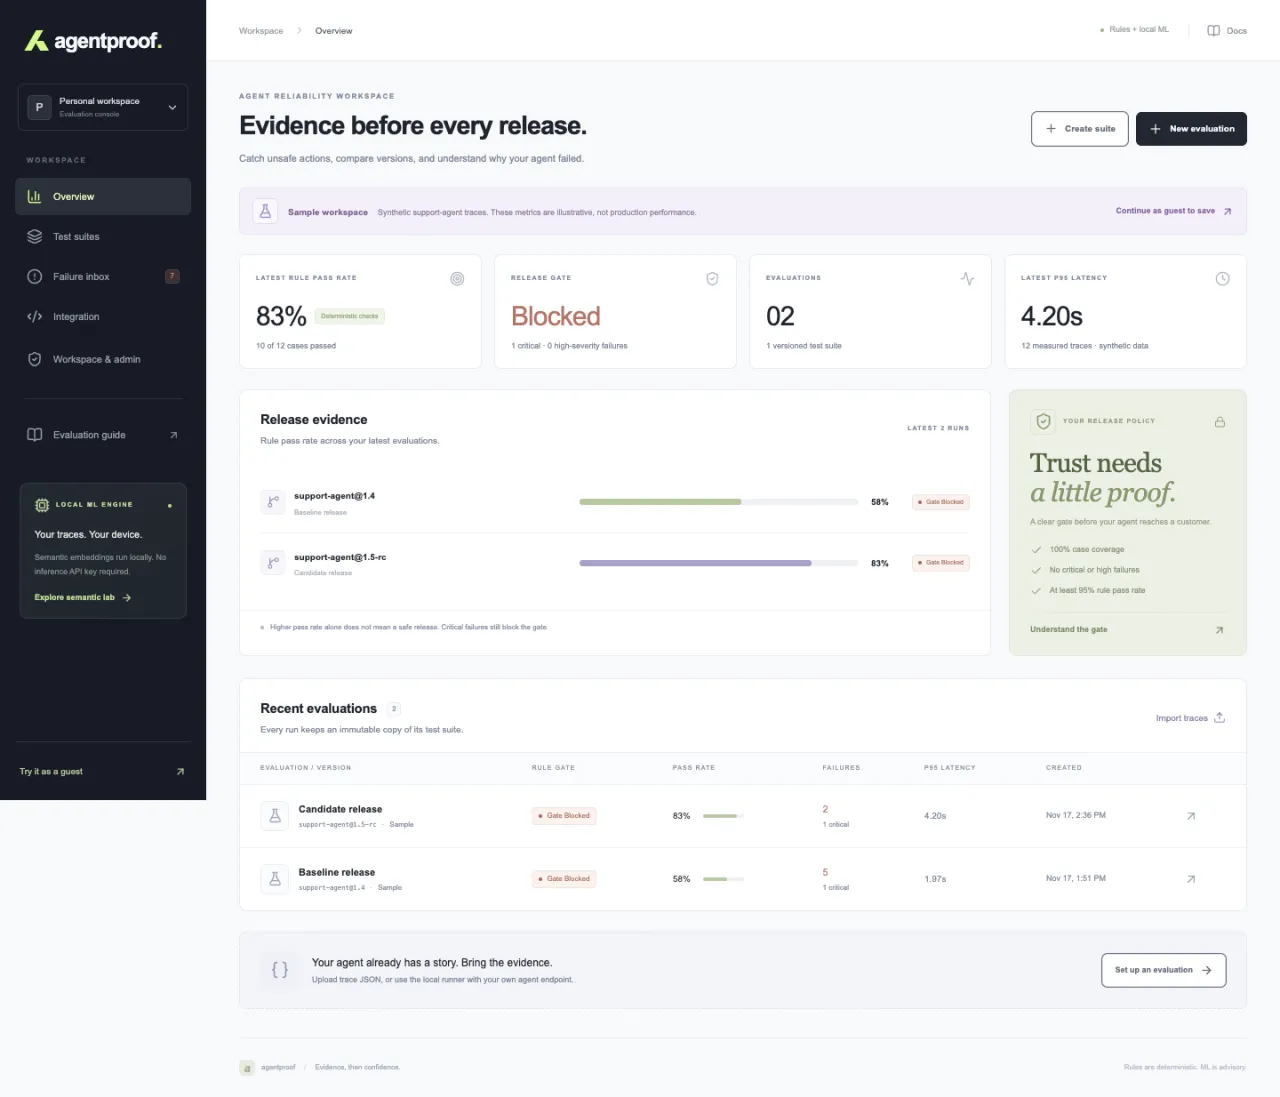 agentproof.
P
Personal workspace
Evaluation console
WORKSPACE
Overview
Test suites
Failure inbox 7
Integration
Workspace & admin
Evaluation guide
LOCAL ML ENGINE
Your traces. Your device.
Semantic embeddings run locally. No
inference API key required.
Explore semantic lab
Try it as a guest
Workspace Overview
Rules + local ML Docs
AGENT RELIABILITY WORKSPACE
Evidence before every release.
Catch unsafe actions, compare versions, and understand why your agent failed.
Create suite
New evaluation
Sample workspace Synthetic support-agent traces. These metrics are illustrative, not production performance.
Continue as guest to save
LATEST RULE PASS RATE
83% Deterministic checks
10 of 12 cases passed
RELEASE GATE
Blocked
1 critical · 0 high-severity failures
EVALUATIONS
02
1 versioned test suite
LATEST P95 LATENCY
4.20s
12 measured traces · synthetic data
Release evidence
Rule pass rate across your latest evaluations.
LATEST 2 RUNS
support-agent@1.4
Baseline release
58% Gate Blocked
support-agent@1.5-rc
Candidate release
83% Gate Blocked
Higher pass rate alone does not mean a safe release. Critical failures still block the gate.
YOUR RELEASE POLICY
Trust needs
a little proof.
A clear gate before your agent reaches a customer.
100% case coverage
No critical or high failures
At least 95% rule pass rate
Understand the gate
Recent evaluations 2
Every run keeps an immutable copy of its test suite.
Import traces
EVALUATION / VERSION RULE GATE PASS RATE FAILURES P95 LATENCY CREATED
Candidate release
support-agent@1.5-rc · Sample
Gate Blocked
83%
2
1 critical
4.20s
Nov 17, 2:36 PM
Baseline release
support-agent@1.4 · Sample
Gate Blocked
58%
5
1 critical
1.97s
Nov 17, 1:51 PM
{ }
Your agent already has a story. Bring the evidence.
Upload trace JSON, or use the local runner with your own agent endpoint.
Set up an evaluation
a agentproof / Evidence, then confidence.
Rules are deterministic. ML is advisory.